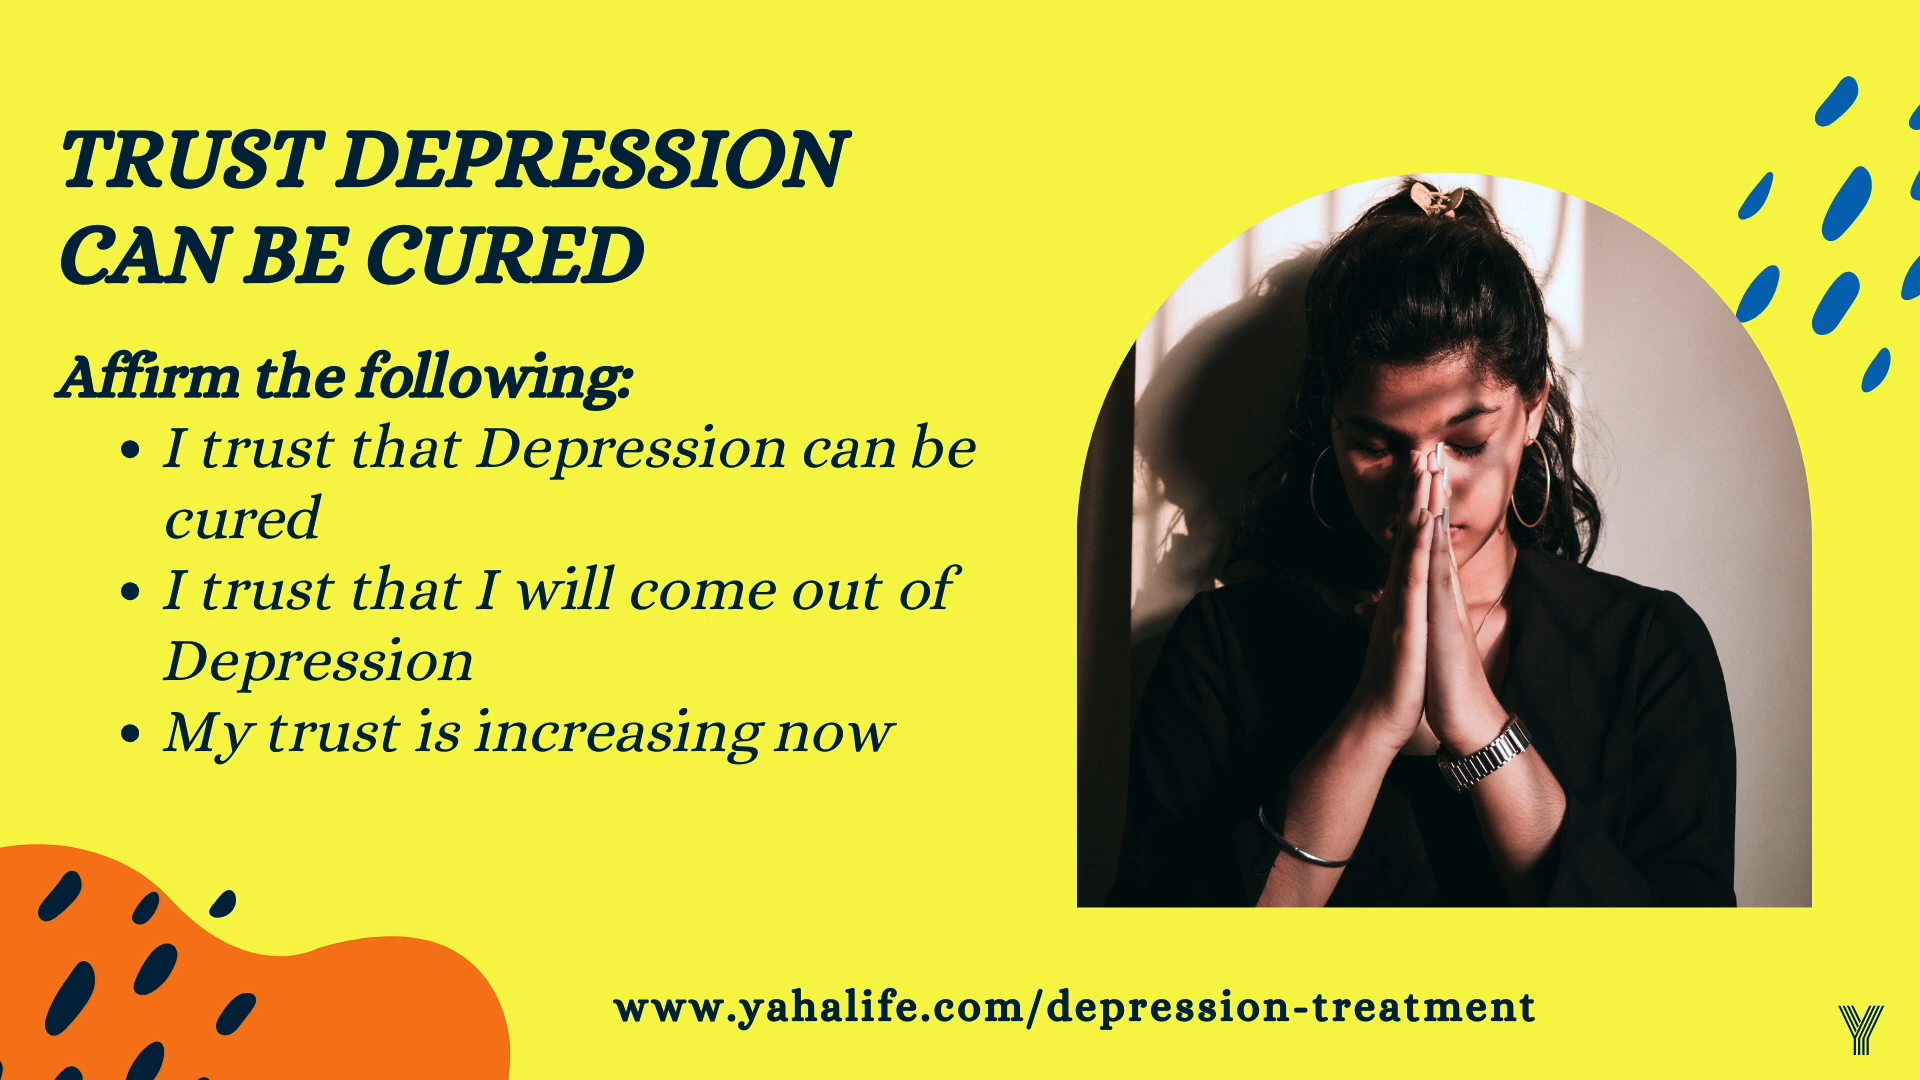 TRUST DEPRESSION
CAN BE CURED
Affirm the following:
• I trust that Depression can be
cured
• I trust that I will come out of
Depression
• My trust is increasing now
www.yahalife.com/depression-treatment
Y